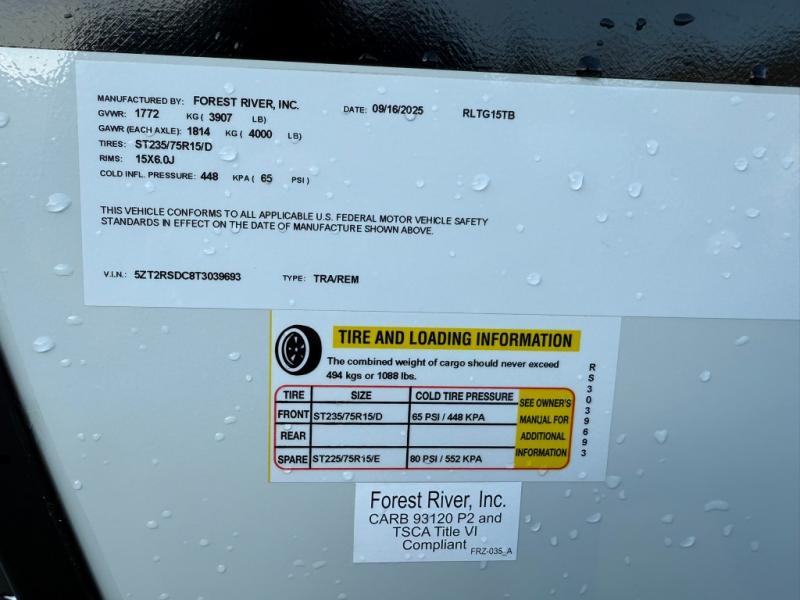 MANUFACTURED BY: FOREST RIVER, INC. DATE: 09/16/2025 RLTG15TB
GVWR: 1772 KG ( 3907 LB)
GAWR (EACH AXLE): 1814 KG ( 4000 LB)
TIRES: ST235/75R15/D
RIMS: 15X6.0J
COLD INFL. PRESSURE: 448 KPA ( 65 PSI )
THIS VEHICLE CONFORMS TO ALL APPLICABLE U.S. FEDERAL MOTOR VEHICLE SAFETY
STANDARDS IN EFFECT ON THE DATE OF MANUFACTURE SHOWN ABOVE.
V.I.N.: 5ZT2RSDC8T3039693 TYPE: TRA/REM
TIRE AND LOADING INFORMATION
The combined weight of cargo should never exceed
494 kgs or 1088 lbs.
TIRE SIZE COLD TIRE PRESSURE
FRONT ST235/75R15/D 65 PSI / 448 KPA
REAR
SPARE ST225/75R15/E 80 PSI / 552 KPA
SEE OWNER'S
MANUAL FOR
ADDITIONAL
INFORMATION
RS3039693
Forest River, Inc.
CARB 93120 P2 and
TSCA Title VI
Compliant FRZ-035_A